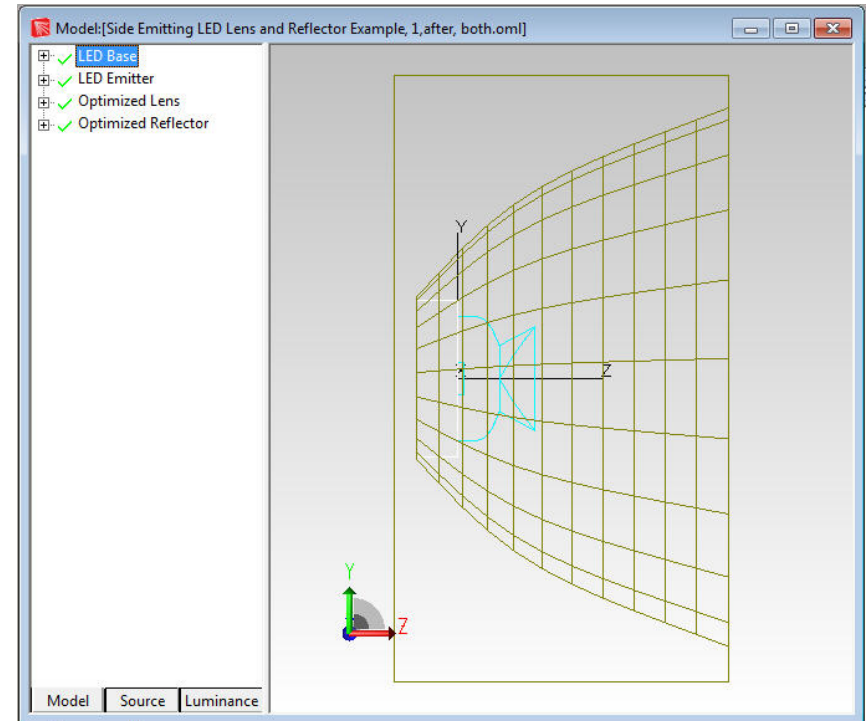 Model:[Side Emitting LED Lens and Reflector Example, 1,after, both.oml]
LED Base
LED Emitter
Optimized Lens
Optimized Reflector
Y
Z
Y
Z
Model Source Luminance